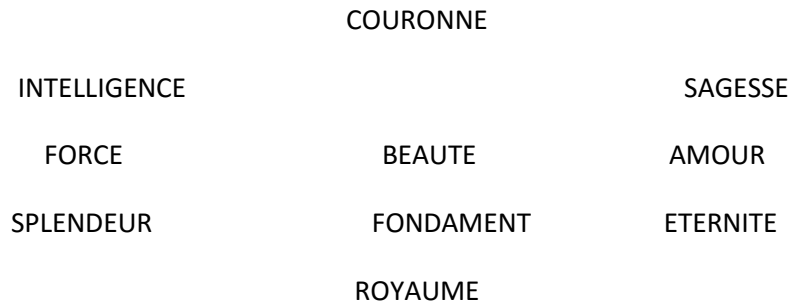 COURONNE
INTELLIGENCE SAGESSE
FORCE BEAUTE AMOUR
SPLENDEUR FONDAMENT ETERNITE
ROYAUME